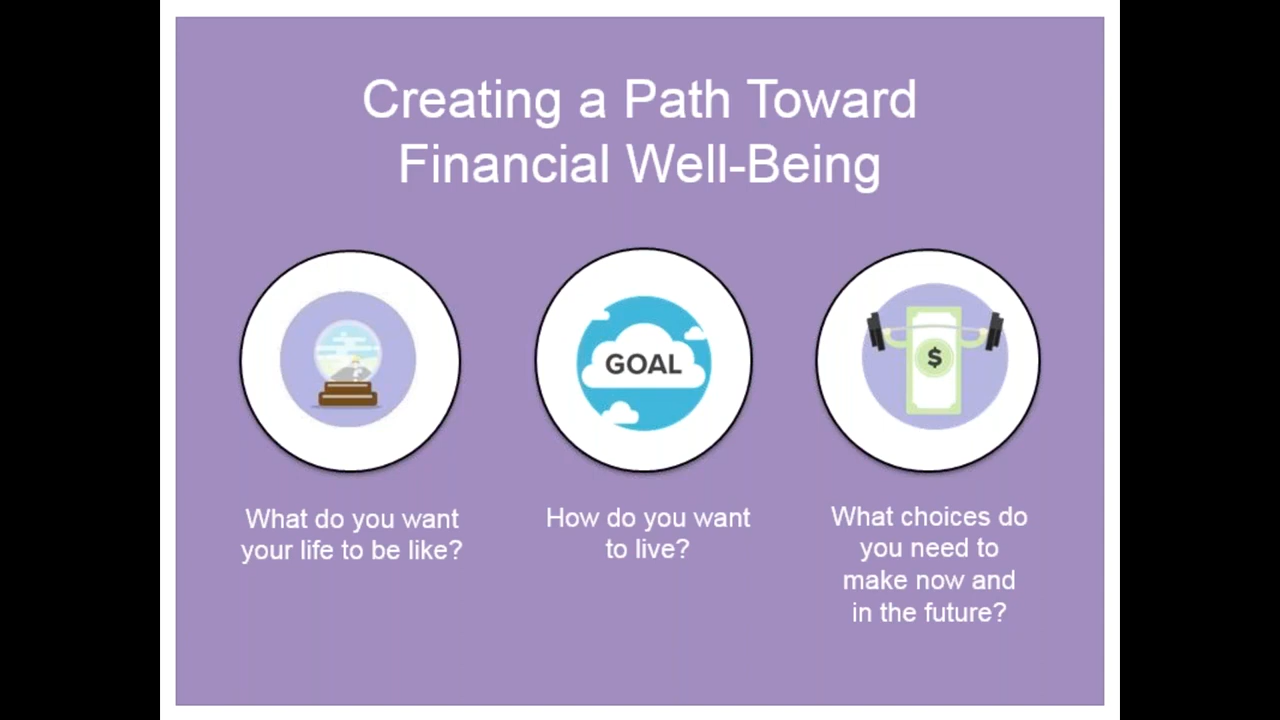 Creating a Path Toward
Financial Well-Being
GOAL
$
What do you want
your life to be like?
How do you want
to live?
What choices do
you need to
make now and
in the future?